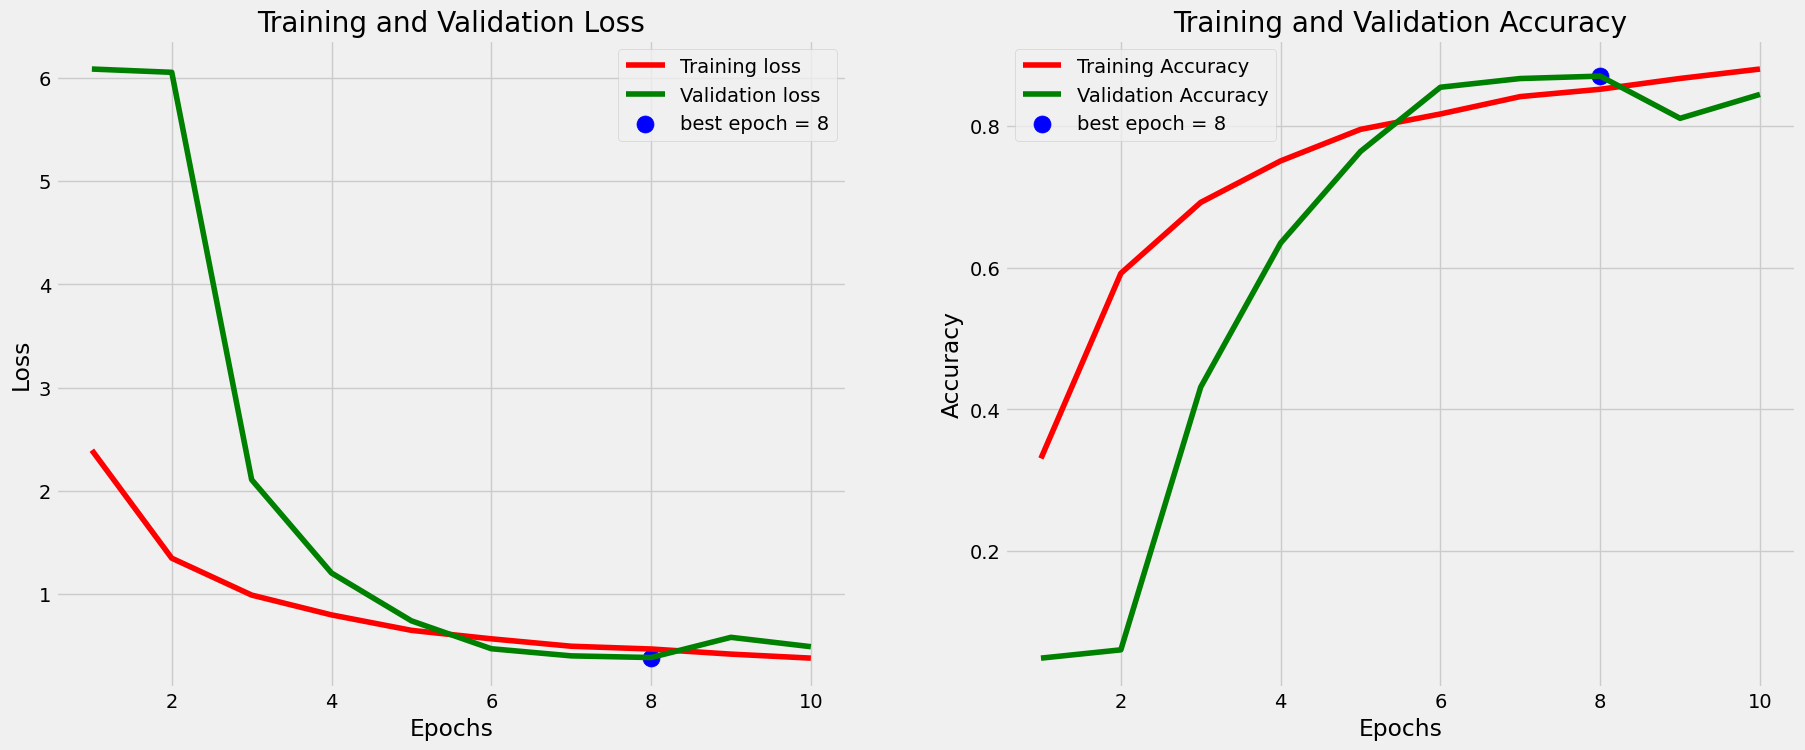 Training and Validation Loss
Training loss
Validation loss
best epoch = 8
6
5
4
3
2
1
Loss
2
4
6
8
10
Epochs
Training and Validation Accuracy
Training Accuracy
Validation Accuracy
best epoch = 8
0.8
0.6
0.4
0.2
Accuracy
2
4
6
8
10
Epochs